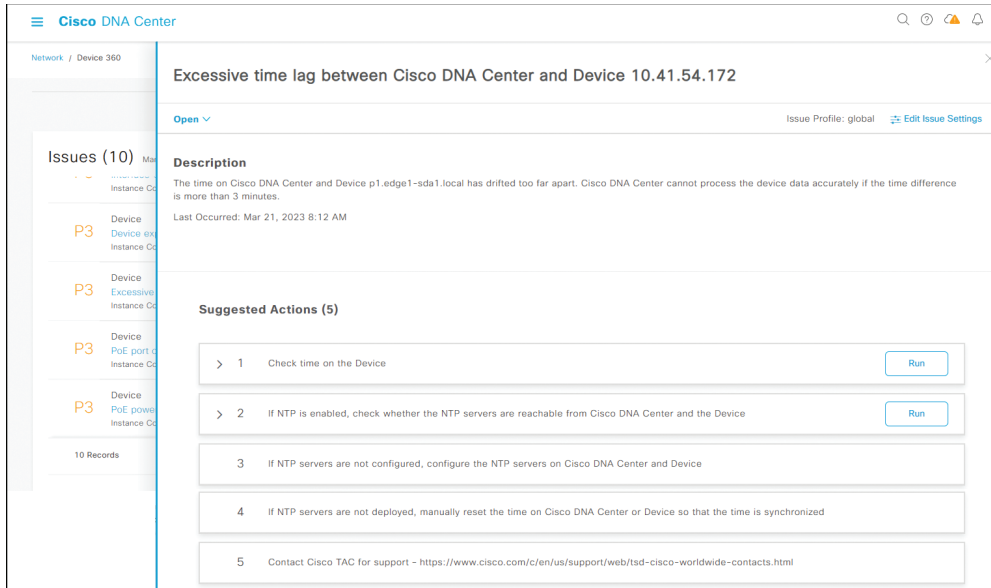 Cisco DNA Center
Network / Device 360
Issues (10)
Instance
P3
Device
Device
Instance
P3
Device
Excessive
Instance
P3
Device
PoE port
Instance
P3
Device
PoE
Instance
10 Records
Excessive time lag between Cisco DNA Center and Device 10.41.54.172
Open
Issue Profile: global
Edit Issue Settings
Description
The time on Cisco DNA Center and Device p1.edge1-sda1.local has drifted too far apart. Cisco DNA Center cannot process the device data accurately if the time difference
is more than 3 minutes.
Last Occurred: Mar 21, 2023 8:12 AM
Suggested Actions (5)
1 Check time on the Device Run
2 If NTP is enabled, check whether the NTP servers are reachable from Cisco DNA Center and the Device Run
3 If NTP servers are not configured, configure the NTP servers on Cisco DNA Center and Device
4 If NTP servers are not deployed, manually reset the time on Cisco DNA Center or Device so that the time is synchronized
5 Contact Cisco TAC for support - https://www.cisco.com/c/en/us/support/web/tsd-cisco-worldwide-contacts.html